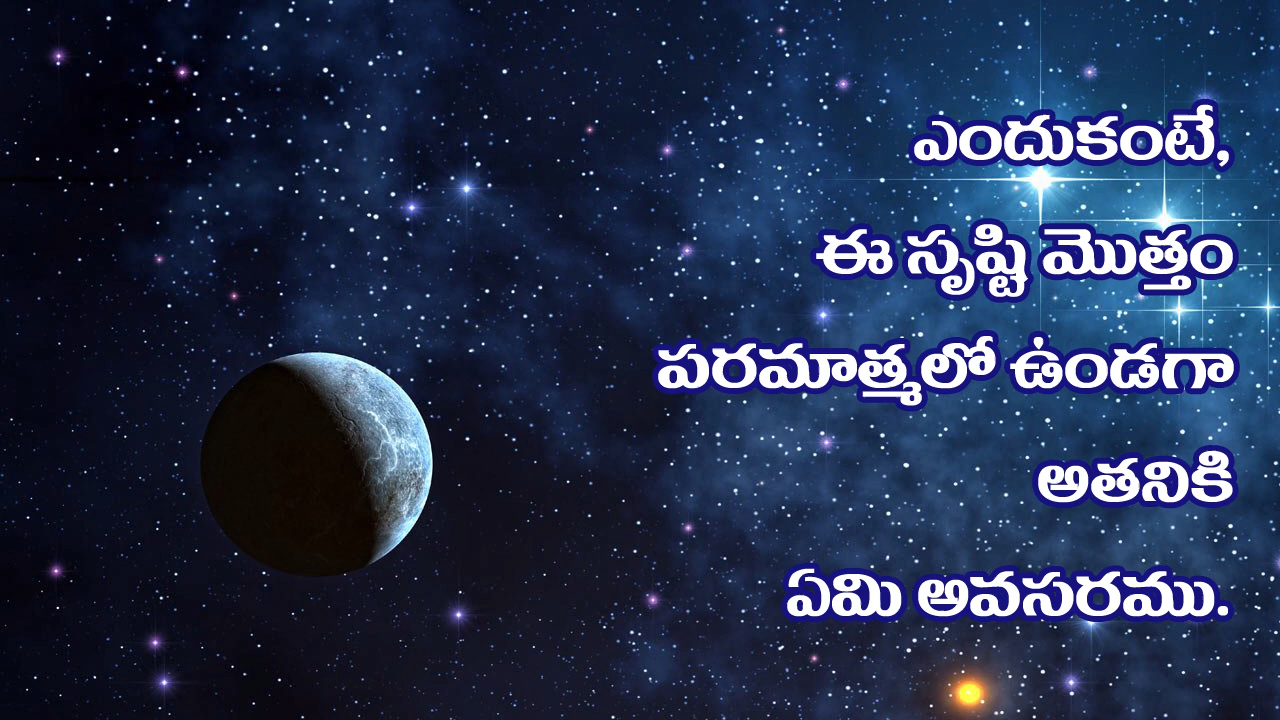 ఎందుకంటే,
ఈ సృష్టి మొత్తం
పరమాత్మలో ఉండగా
అతనికి
ఏమి అవసరము.